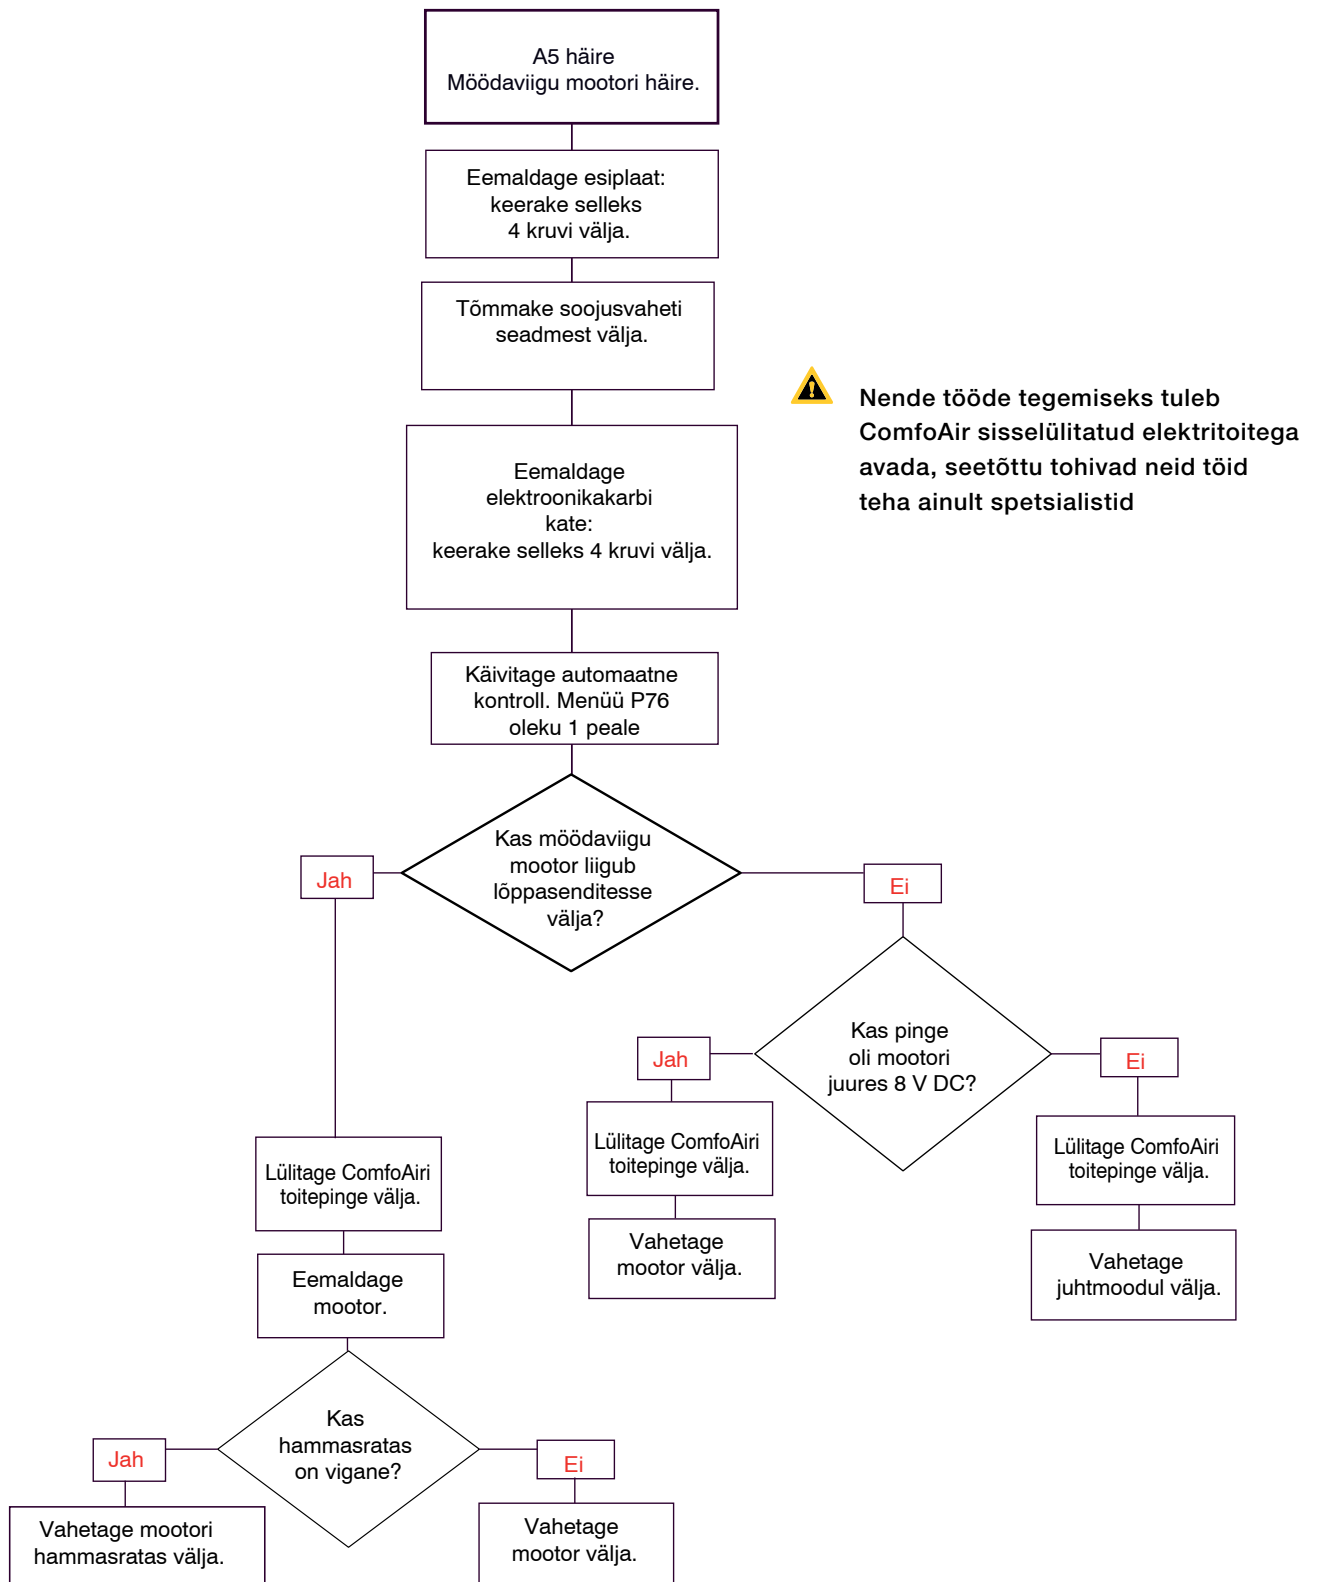 A5 häire
Möödaviigu mootori häire.
Eemaldage esiplaat:
keerake selleks
4 kruvi välja.
Tõmmake soojusvaheti
seadmest välja.
Nende tööde tegemiseks tuleb
ComfoAir sisselülitatud elektritoitega
avada, seetõttu tohivad neid töid
teha ainult spetsialistid
Eemaldage
elektroonikakarbi
kate:
keerake selleks 4 kruvi välja.
Käivitage automaatne
kontroll. Menüü P76
oleku 1 peale
Kas möödaviigu
mootor liigub
lõppasenditesse
välja?
Jah
Ei
Kas pinge
oli mootori
juures 8 V DC?
Jah
Ei
Lülitage ComfoAiri
toitepinge välja.
Lülitage ComfoAiri
toitepinge välja.
Lülitage ComfoAiri
toitepinge välja.
Vahetage
mootor välja.
Vahetage
juhtmoodul välja.
Eemaldage
mootor.
Kas
hammasratas
on vigane?
Jah
Ei
Vahetage mootori
hammasratas välja.
Vahetage
mootor välja.